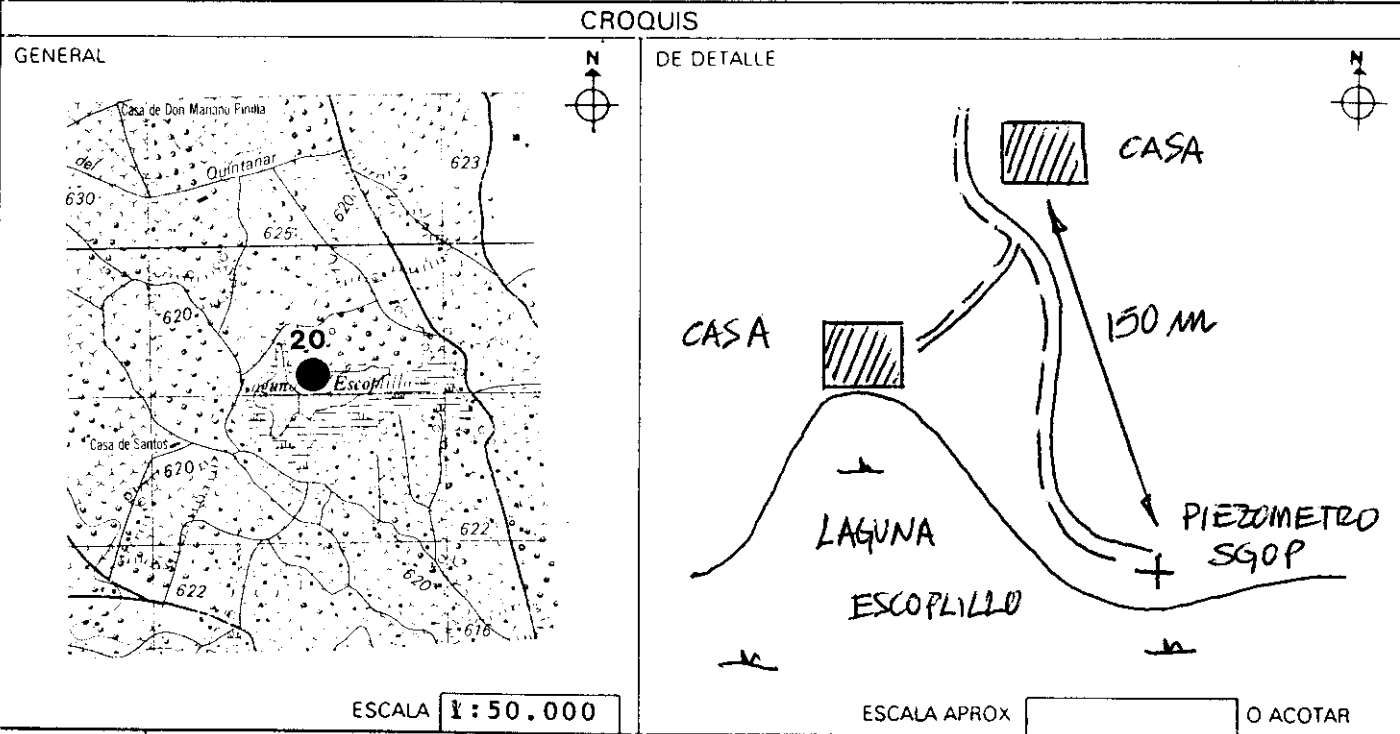 CROQUIS
GENERAL
N
Casa de Don Mariano Pinilla
del
Quintanar
623
630
620
625
620
20
Laguna Escoplillo
Casa de Santos
620
622
620
622
616
ESCALA 1:50.000
DE DETALLE
N
CASA
CASA
150 m
PIEZOMETRO
SGOP
LAGUNA
ESCOPLILLO
ESCALA APROX
O ACOTAR